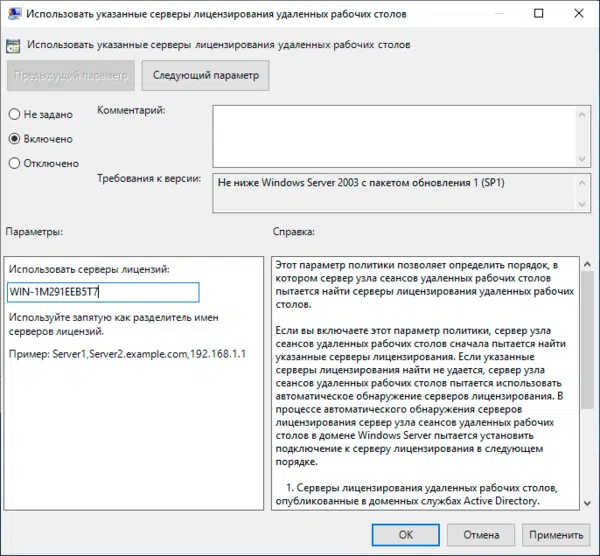 Использовать указанные серверы лицензирования удаленных рабочих столов
Использовать указанные серверы лицензирования удаленных рабочих столов
Предыдущий параметр
Следующий параметр
Не задано
Включено
Отключено
Комментарий:
Требования к версии:
Не ниже Windows Server 2003 с пакетом обновления 1 (SP1)
Параметры:
Справка:
Использовать серверы лицензий:
WIN-1M291EEB5T7
Используйте запятую как разделитель имен
серверов лицензий.
Пример: Server1,Server2.example.com,192.168.1.1
Этот параметр политики позволяет определить порядок, в
котором сервер узла сеансов удаленных рабочих столов
пытается найти серверы лицензирования удаленных рабочих
столов.
Если вы включаете этот параметр политики, сервер узла
сеансов удаленных рабочих столов сначала пытается найти
указанные серверы лицензирования. Если указанные
серверы лицензирования найти не удается, сервер узла
сеансов удаленных рабочих столов пытается использовать
автоматическое обнаружение серверов лицензирования. В
процессе автоматического обнаружения серверов
лицензирования сервер узла сеансов удаленных рабочих
столов в домене Windows Server пытается установить
подключение к серверу лицензирования в следующем
порядке.
1. Серверы лицензирования удаленных рабочих столов,
опубликованные в доменных службах Active Directory.
ОК
Отмена
Применить